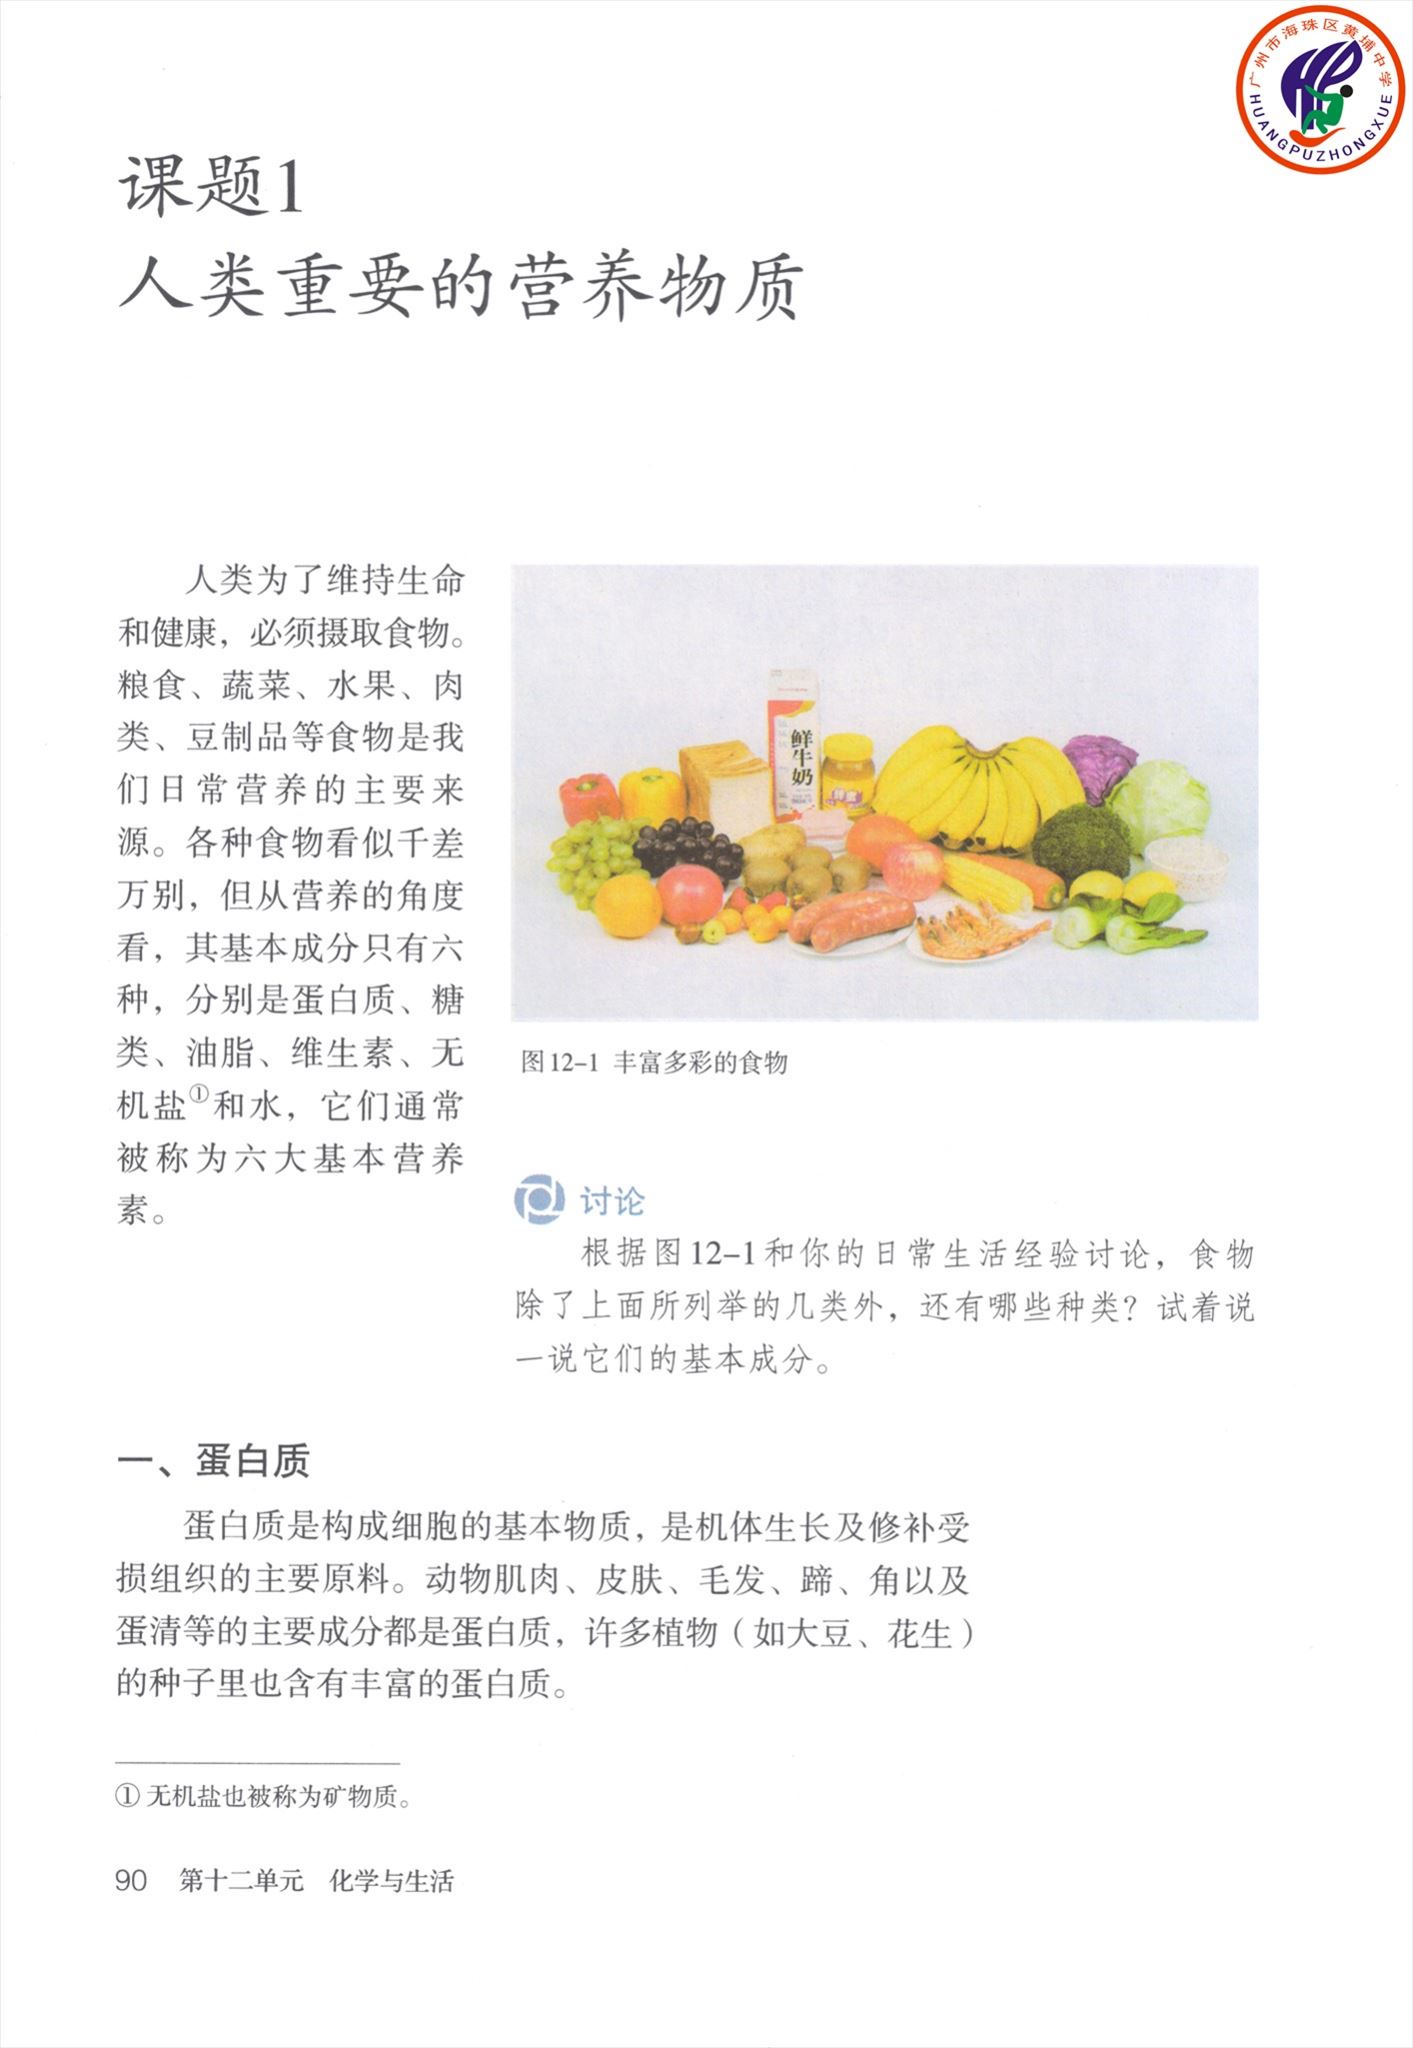 广州市海珠区黄埔中学
HUANGPUZHONGXUE
课题1
人类重要的营养物质
人类为了维持生命
和健康，必须摄取食物。
粮食、蔬菜、水果、肉
类、豆制品等食物是我
们日常营养的主要来
源。各种食物看似千差
万别，但从营养的角度
看，其基本成分只有六
种，分别是蛋白质、糖
类、油脂、维生素、无
机盐①和水，它们通常
被称为六大基本营养
素。
鲜牛奶
蜂蜜
图12-1 丰富多彩的食物
讨论
根据图12-1和你的日常生活经验讨论，食物
除了上面所列举的几类外，还有哪些种类？试着说
一说它们的基本成分。
一、蛋白质
蛋白质是构成细胞的基本物质，是机体生长及修补受
损组织的主要原料。动物肌肉、皮肤、毛发、蹄、角以及
蛋清等的主要成分都是蛋白质，许多植物（如大豆、花生）
的种子里也含有丰富的蛋白质。
① 无机盐也被称为矿物质。
90 第十二单元 化学与生活